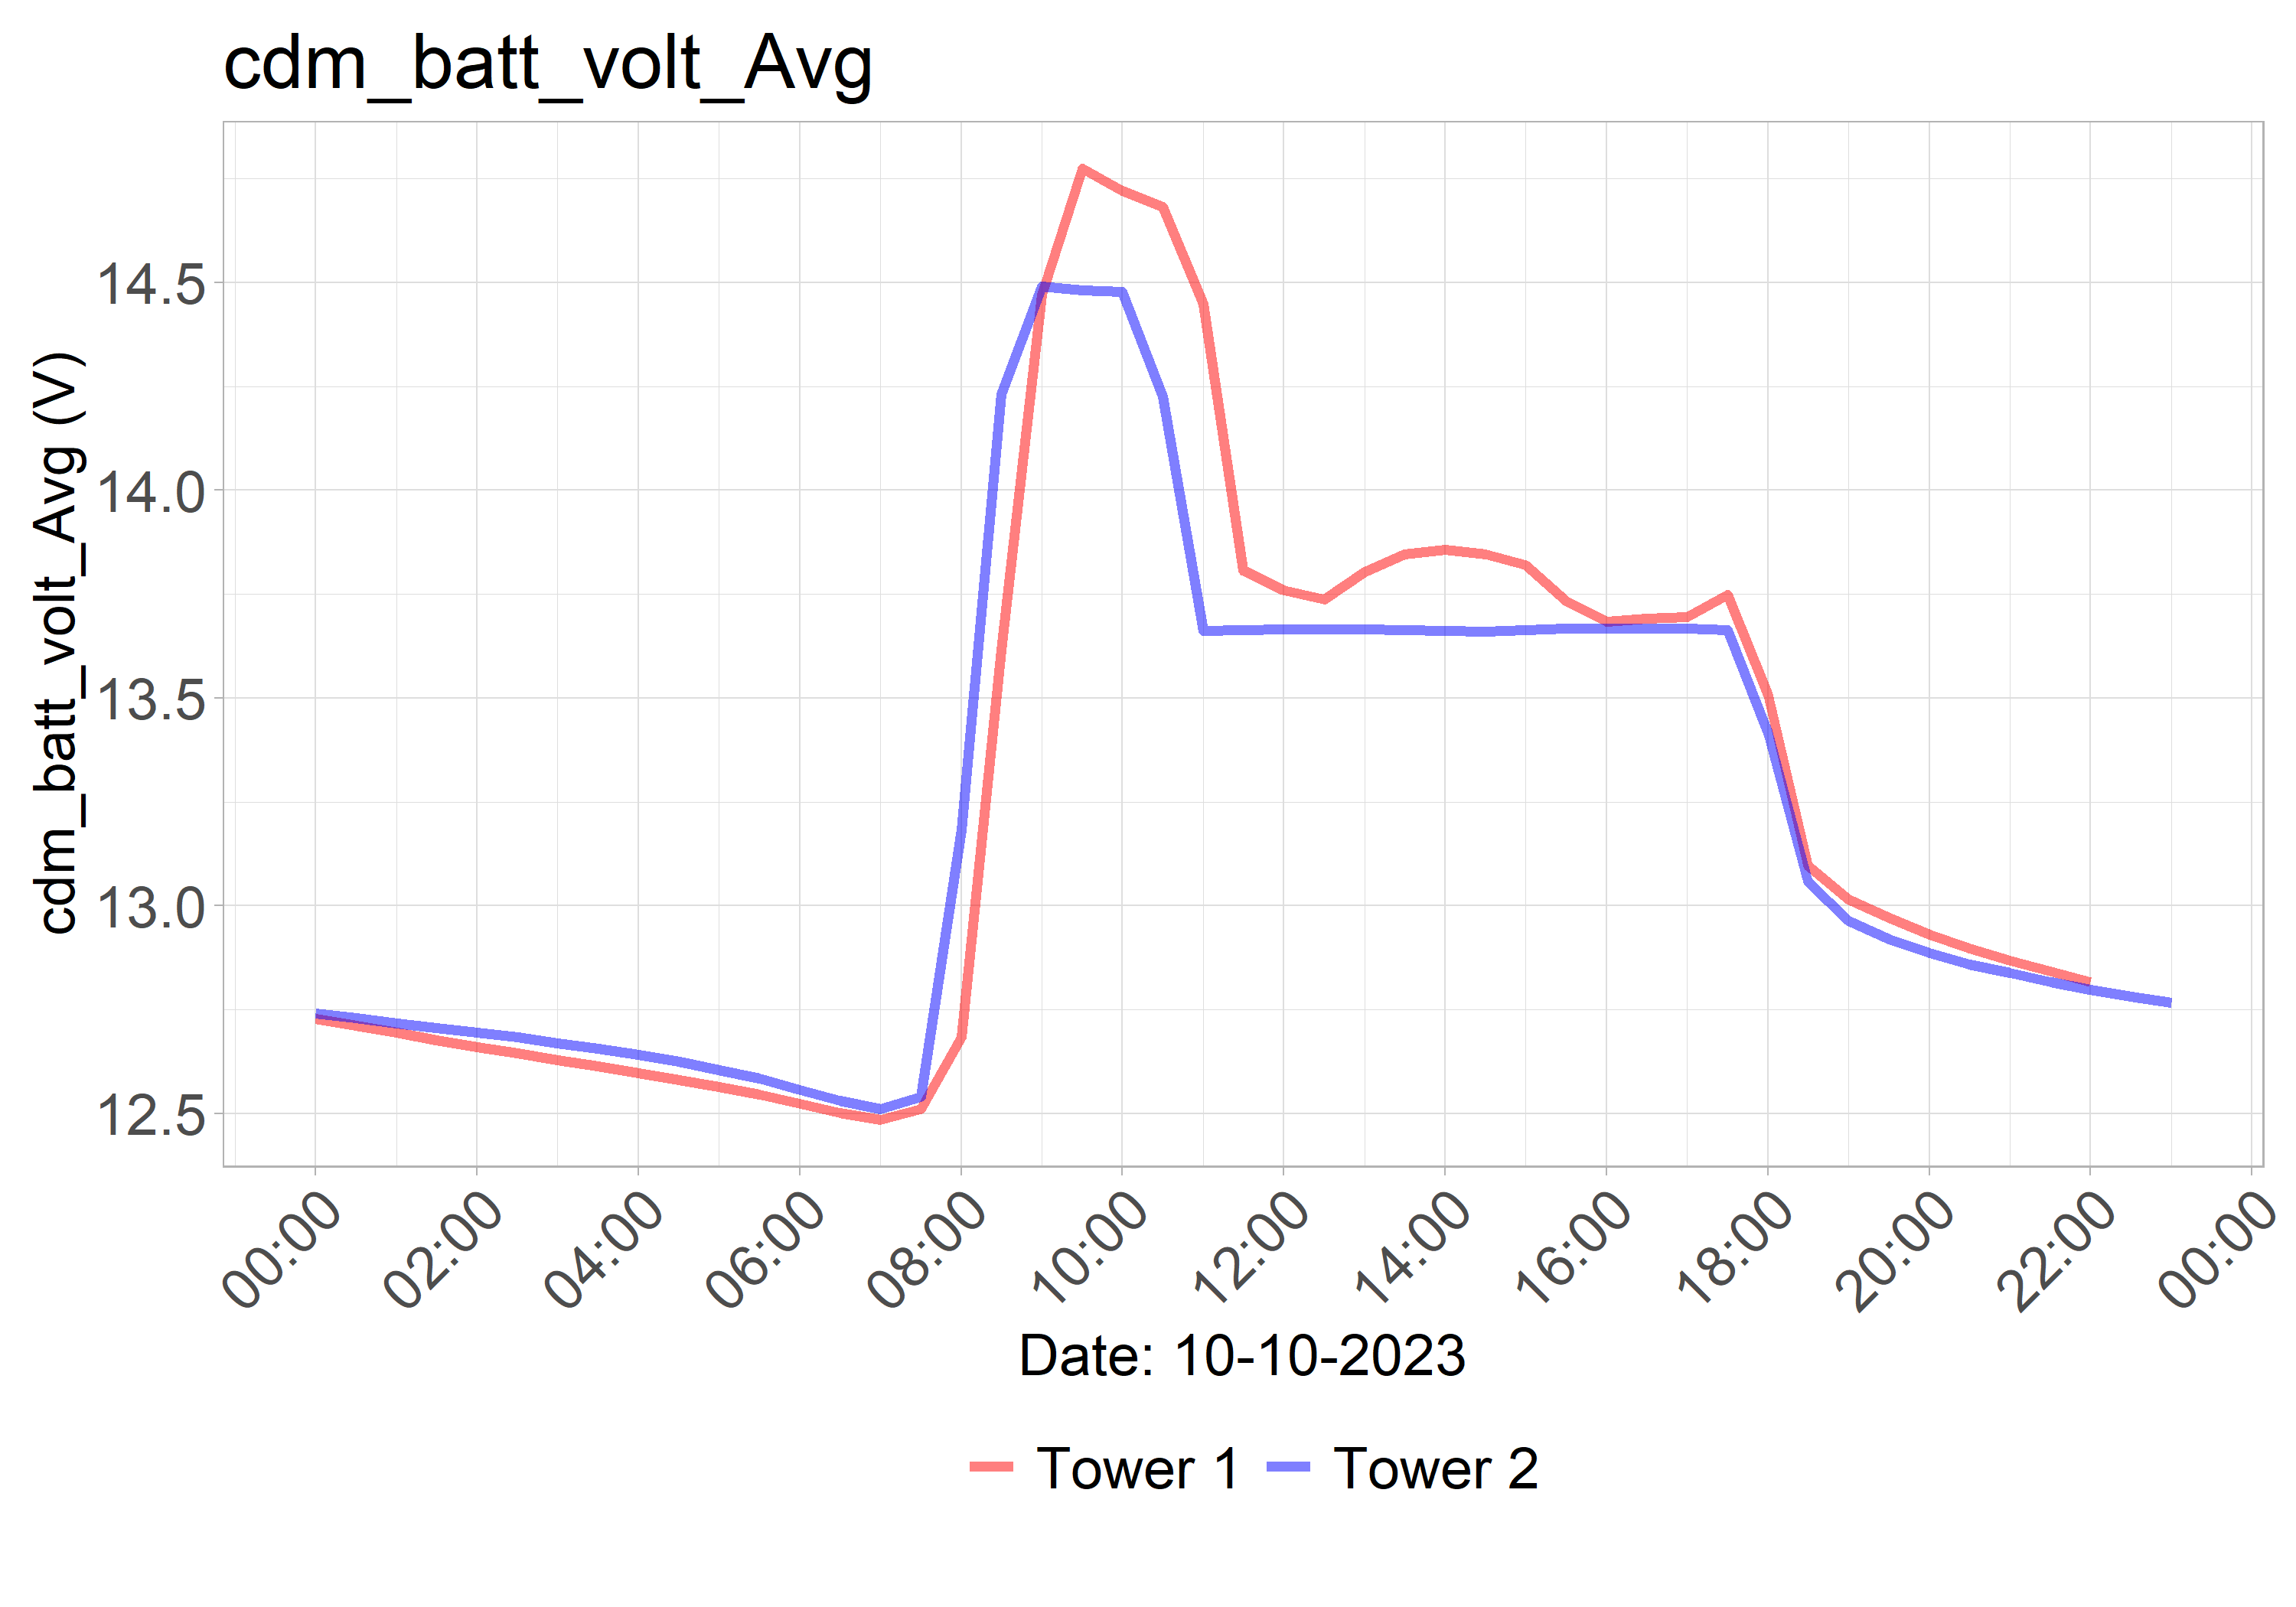 cdm_batt_volt_Avg
cdm_batt_volt_Avg (V)
14.5
14.0
13.5
13.0
12.5
00:00 02:00 04:00 06:00 08:00 10:00 12:00 14:00 16:00 18:00 20:00 22:00 00:00
Date: 10-10-2023
Tower 1 Tower 2